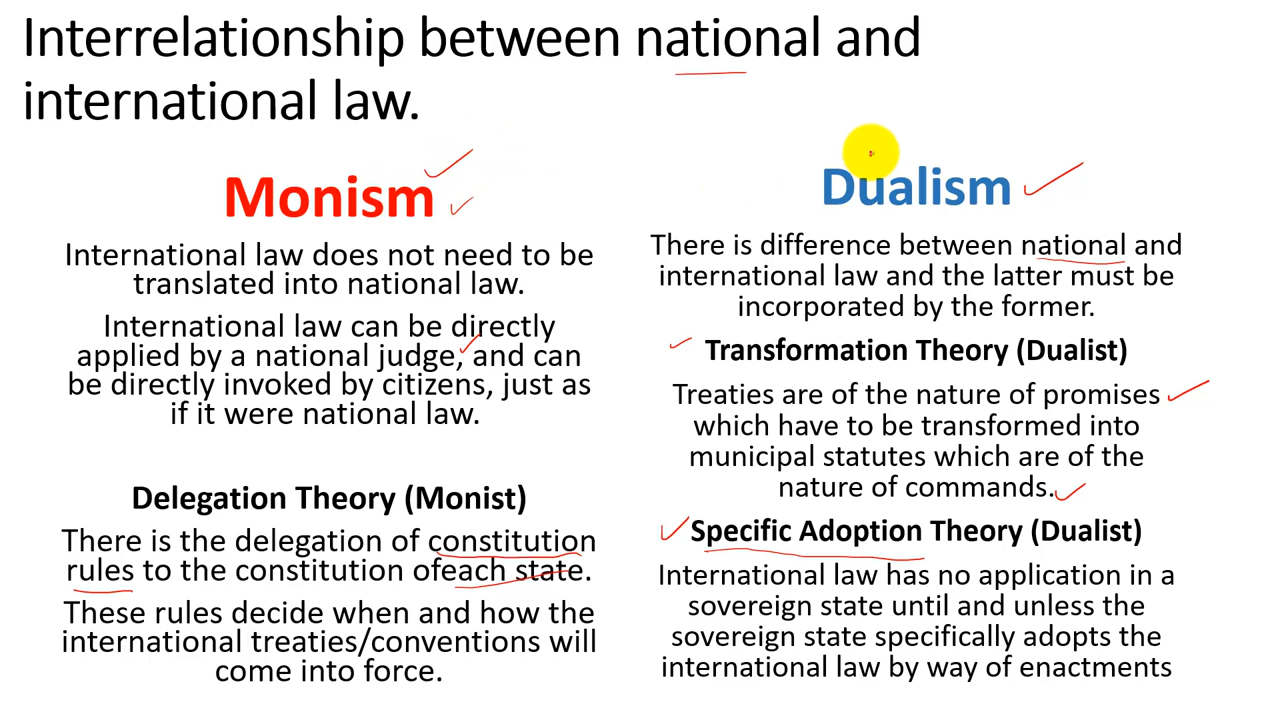 Interrelationship between national and
international law.
Monism
International law does not need to be
translated into national law.
International law can be directly
applied by a national judge, and can
be directly invoked by citizens, just as
if it were national law.
Delegation Theory (Monist)
There is the delegation of constitution
rules to the constitution ofeach state.
These rules decide when and how the
international treaties/conventions will
come into force.
Dualism
There is difference between national and
international law and the latter must be
incorporated by the former.
Transformation Theory (Dualist)
Treaties are of the nature of promises
which have to be transformed into
municipal statutes which are of the
nature of commands.
Specific Adoption Theory (Dualist)
International law has no application in a
sovereign state until and unless the
sovereign state specifically adopts the
international law by way of enactments